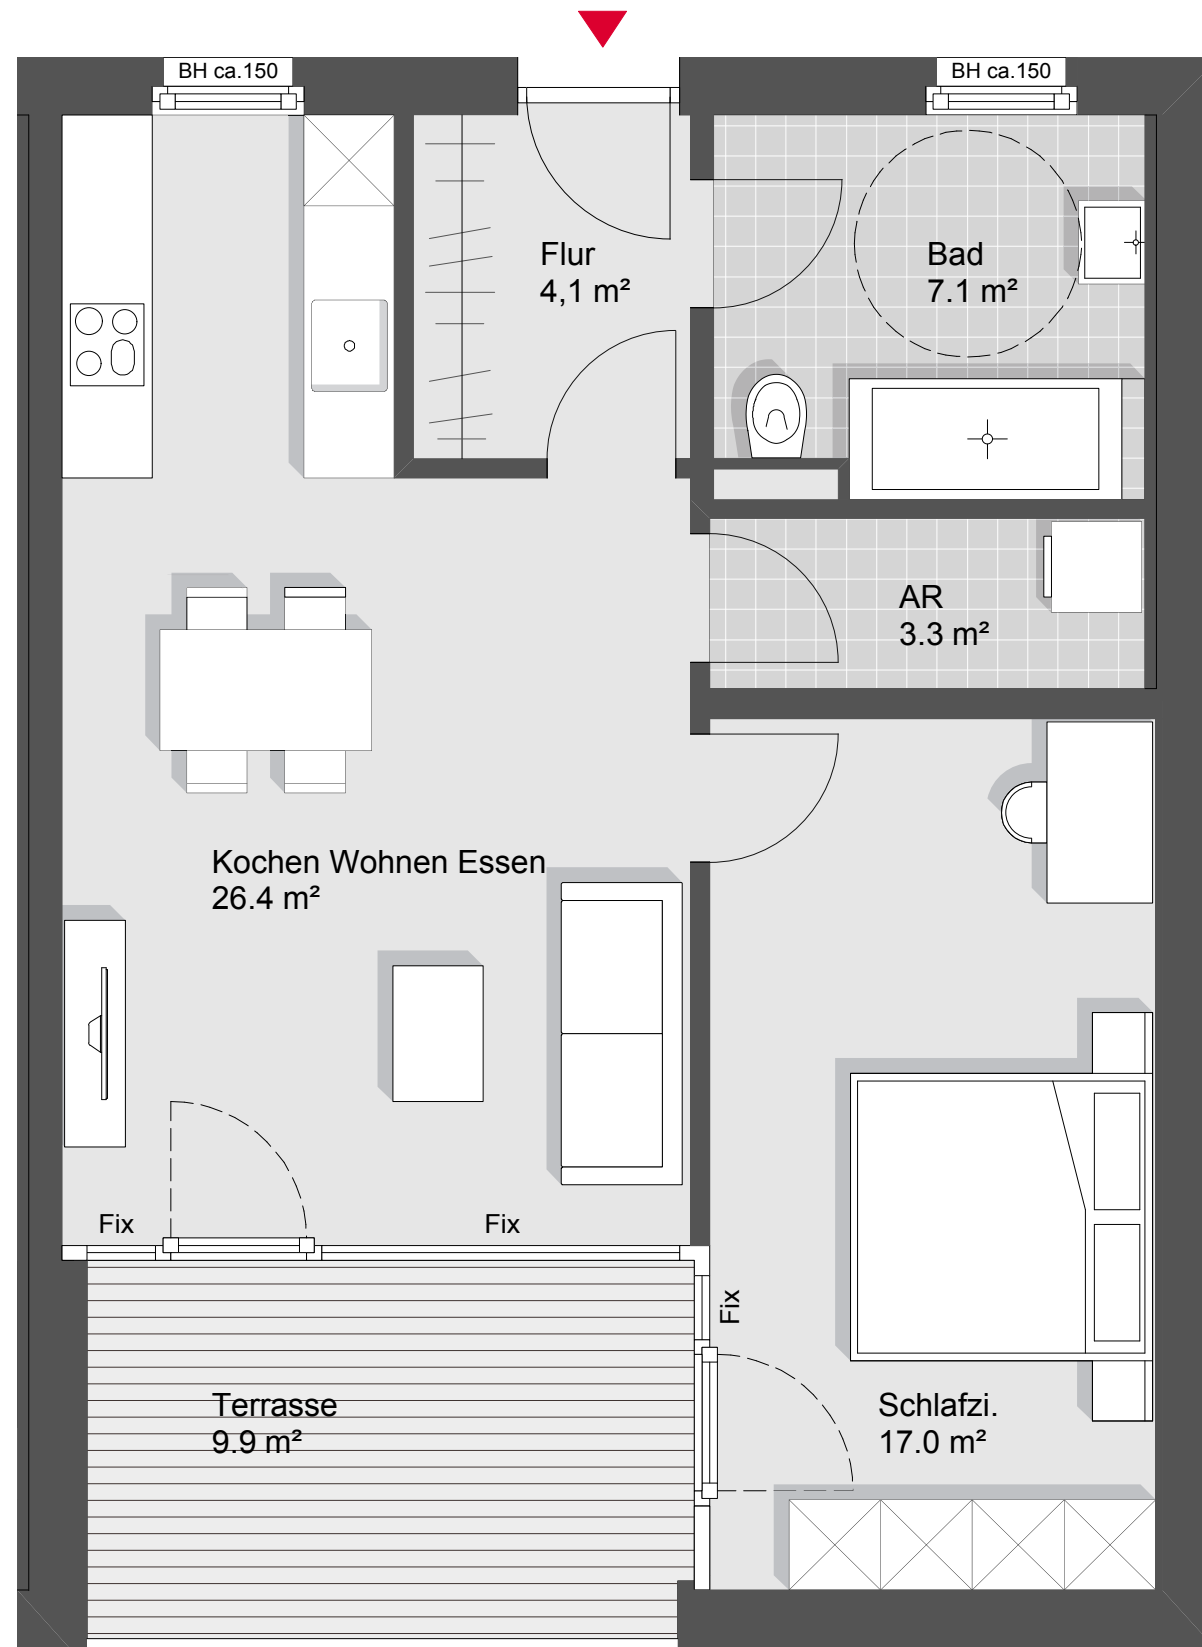 BH ca.150
BH ca.150
Flur
4,1 m²
Bad
7.1 m²
AR
3.3 m²
Kochen Wohnen Essen
26.4 m²
Fix
Fix
Fix
Terrasse
9.9 m²
Schlafzi.
17.0 m²